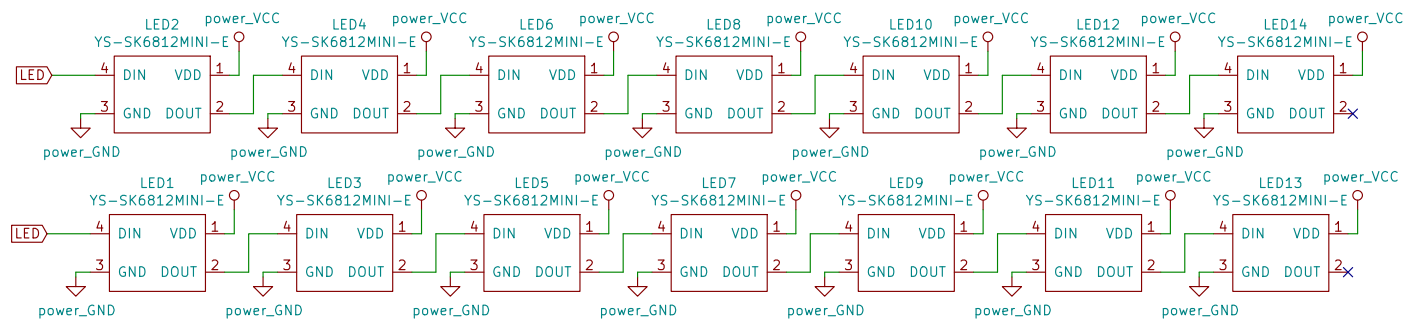 LED2 power_VCC LED4 power_VCC LED6 power_VCC LED8 power_VCC LED10 power_VCC LED12 power_VCC LED14 power_VCC
YS-SK6812MINI-E YS-SK6812MINI-E YS-SK6812MINI-E YS-SK6812MINI-E YS-SK6812MINI-E YS-SK6812MINI-E YS-SK6812MINI-E
LED 4 DIN VDD 1 4 DIN VDD 1 4 DIN VDD 1 4 DIN VDD 1 4 DIN VDD 1 4 DIN VDD 1 4 DIN VDD 1
3 GND DOUT 2 3 GND DOUT 2 3 GND DOUT 2 3 GND DOUT 2 3 GND DOUT 2 3 GND DOUT 2 3 GND DOUT 2
power_GND power_GND power_GND power_GND power_GND power_GND power_GND
LED1 power_VCC LED3 power_VCC LED5 power_VCC LED7 power_VCC LED9 power_VCC LED11 power_VCC LED13 power_VCC
YS-SK6812MINI-E YS-SK6812MINI-E YS-SK6812MINI-E YS-SK6812MINI-E YS-SK6812MINI-E YS-SK6812MINI-E YS-SK6812MINI-E
LED 4 DIN VDD 1 4 DIN VDD 1 4 DIN VDD 1 4 DIN VDD 1 4 DIN VDD 1 4 DIN VDD 1 4 DIN VDD 1
3 GND DOUT 2 3 GND DOUT 2 3 GND DOUT 2 3 GND DOUT 2 3 GND DOUT 2 3 GND DOUT 2 3 GND DOUT 2
power_GND power_GND power_GND power_GND power_GND power_GND power_GND